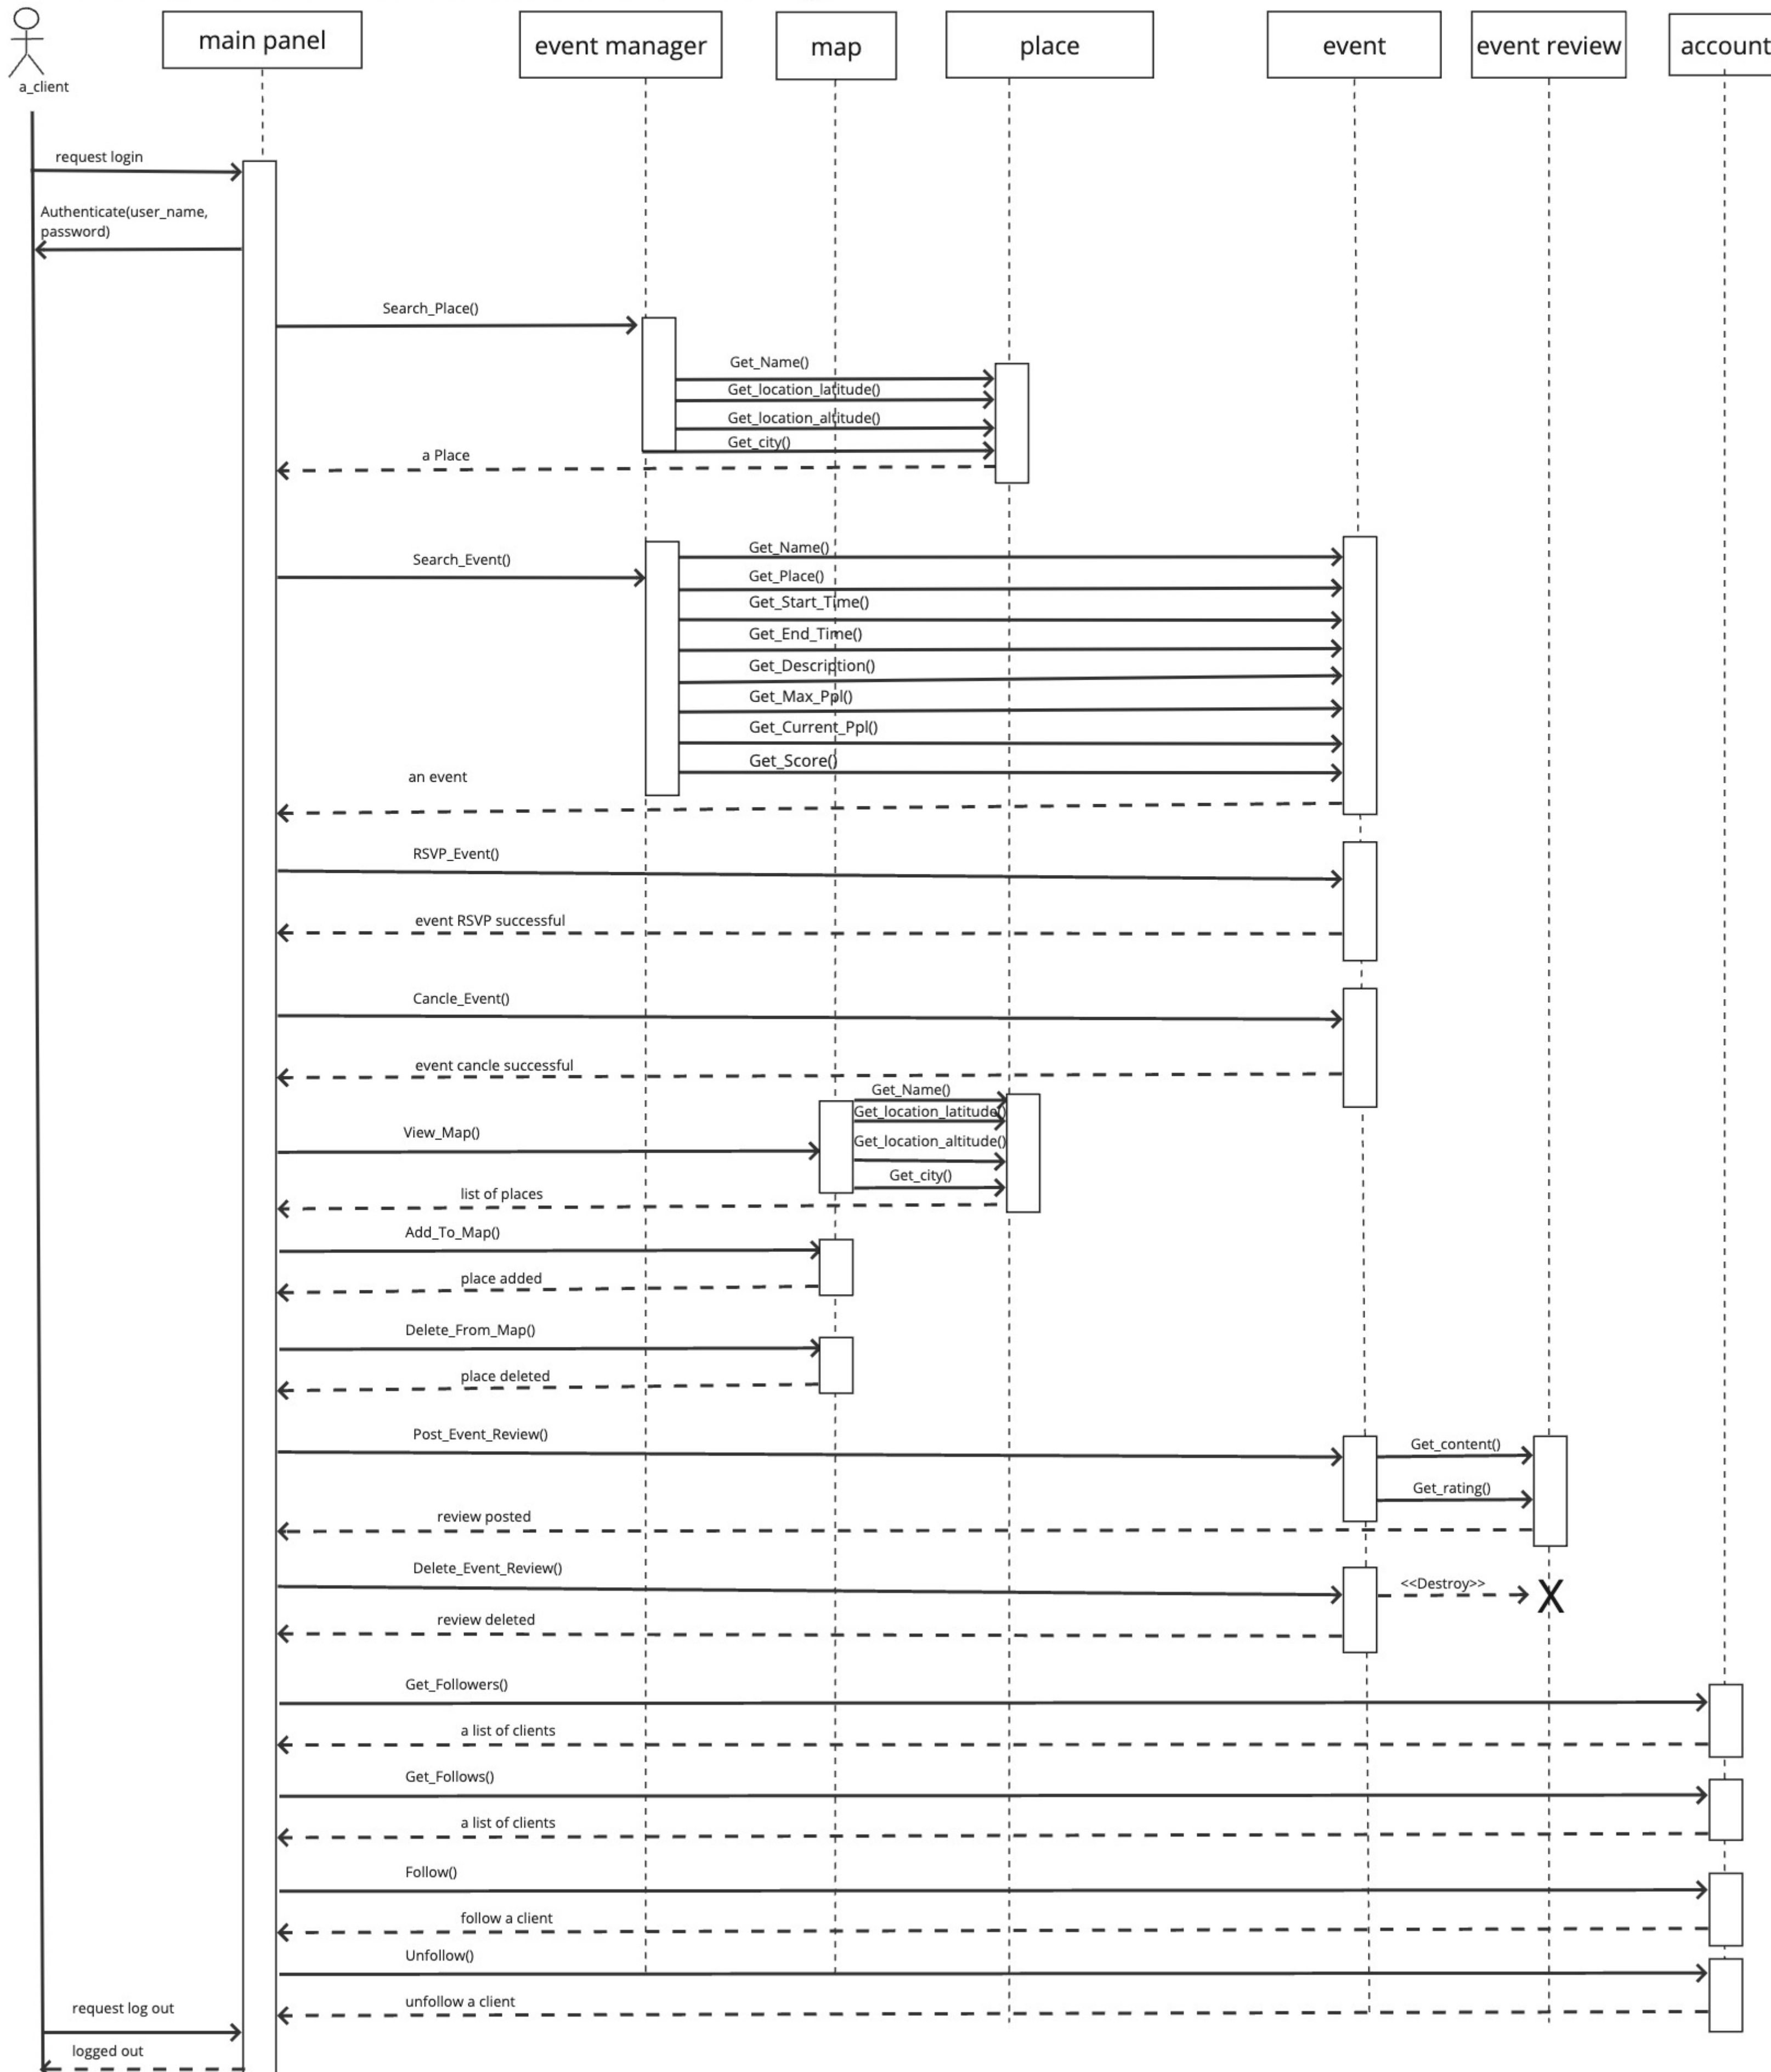 main panel
event manager
map
place
event
event review
account
a_client
request login
Authenticate(user_name,
password)
Search_Place()
Get_Name()
Get_location_latitude()
Get_location_altitude()
Get_city()
a Place
Get_Name()
Search_Event()
Get_Place()
Get_Start_Time()
Get_End_Time()
Get_Description()
Get_Max_Ppl()
Get_Current_Ppl()
Get_Score()
an event
RSVP_Event()
event RSVP successful
Cancle_Event()
event cancle successful
Get_Name()
Get_location_latitude()
View_Map()
Get_location_altitude()
Get_city()
list of places
Add_To_Map()
place added
Delete_From_Map()
place deleted
Post_Event_Review()
Get_content()
Get_rating()
review posted
Delete_Event_Review()
<<Destroy>>
X
review deleted
Get_Followers()
a list of clients
Get_Follows()
a list of clients
Follow()
follow a client
Unfollow()
unfollow a client
request log out
logged out